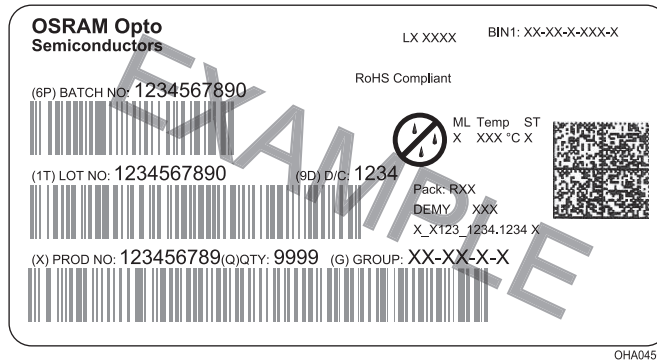 OSRAM Opto
Semiconductors
LX XXXX
BIN1: XX-XX-X-XXX-X
RoHS Compliant
(6P) BATCH NO: 1234567890
ML Temp ST
X XXX °C X
(1T) LOT NO: 1234567890 (9D) D/C: 1234
Pack: RXX
DEMY XXX
X_X123_1234.1234 X
(X) PROD NO: 123456789(Q)QTY: 9999 (G) GROUP: XX-XX-X-X
EXAMPLE
OHA04563